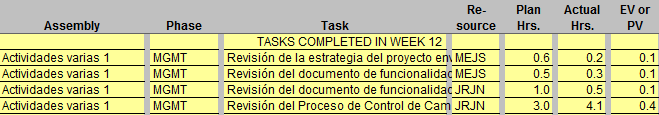 Assembly Phase Task Re-source Plan Hrs. Actual Hrs. EV or PV
TASKS COMPLETED IN WEEK 12
Actividades varias 1 MGMT Revisión de la estrategia del proyecto env MEJS 0.6 0.2 0.1
Actividades varias 1 MGMT Revisión del documento de funcionalidad MEJS 0.5 0.3 0.1
Actividades varias 1 MGMT Revisión del documento de funcionalidad JRJN 1.0 0.5 0.1
Actividades varias 1 MGMT Revisión del Proceso de Control de Cam JRJN 3.0 4.1 0.4